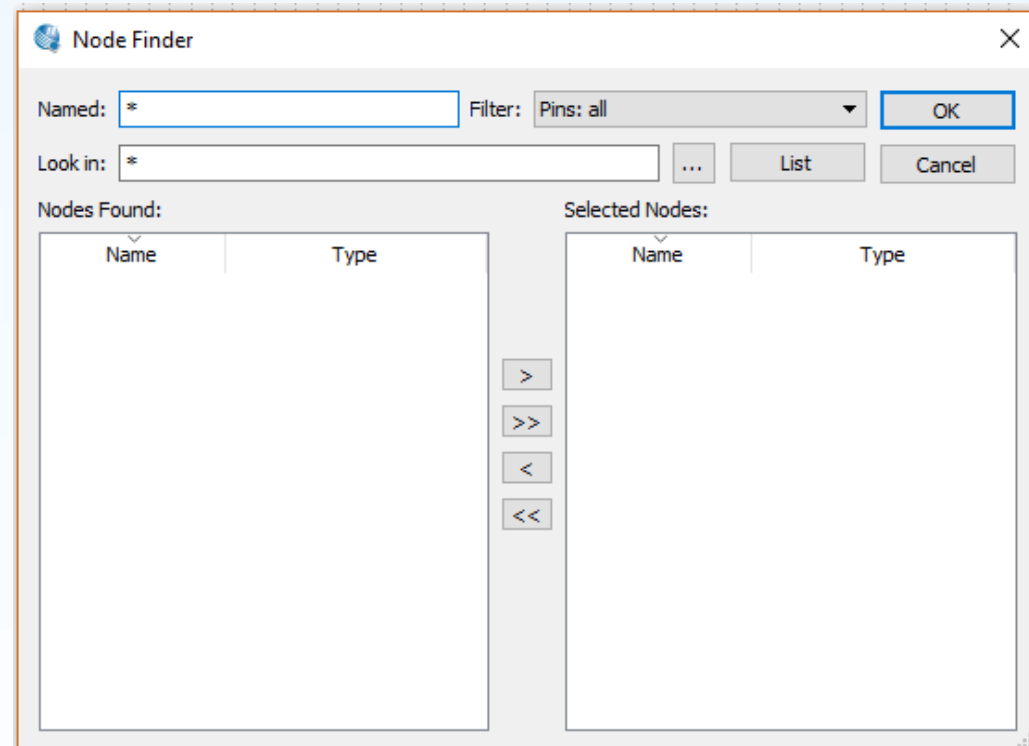 Node Finder
Named: * Filter: Pins: all OK
Look in: * ... List Cancel
Nodes Found: Selected Nodes:
Name Type Name Type
>
>>
<
<<